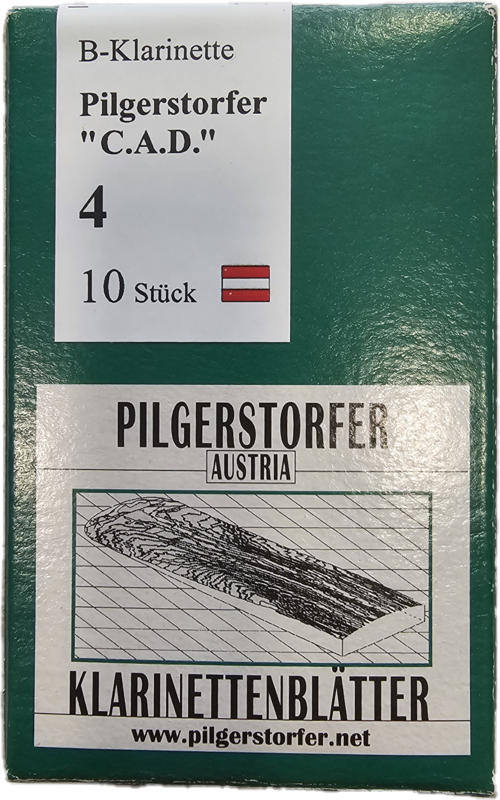 B-Klarinette
Pilgerstorfer
"C.A.D."
4
10 Stück
PILGERSTORFER
AUSTRIA
KLARINETTENBLÄTTER
www.pilgerstorfer.net